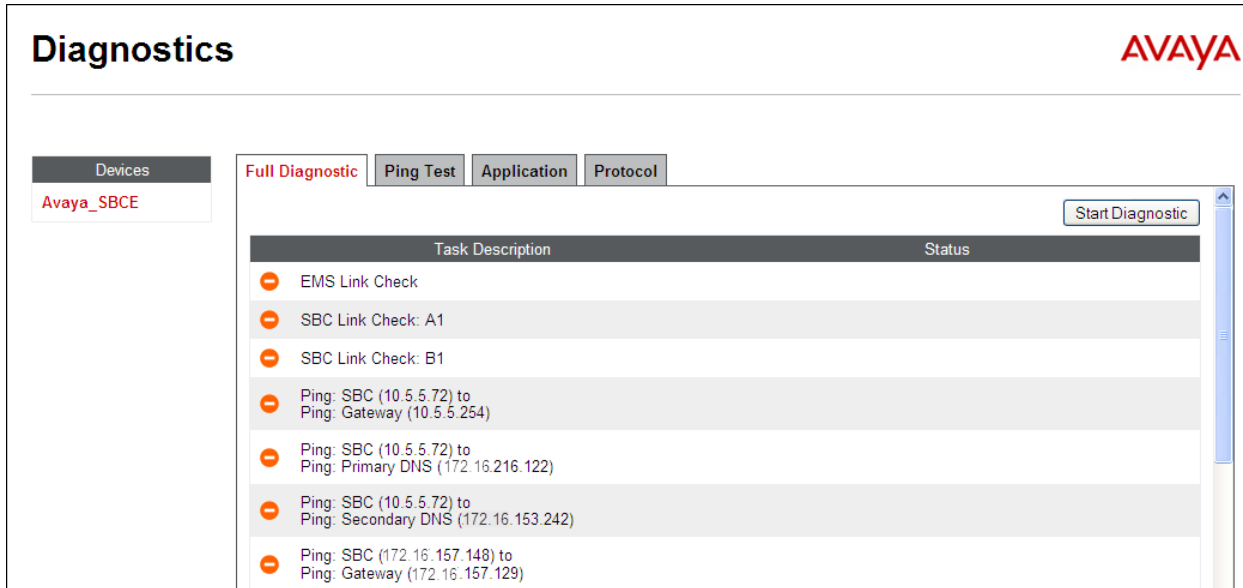 Diagnostics
AVAYA
Devices
Avaya_SBCE
Full Diagnostic Ping Test Application Protocol
Start Diagnostic
Task Description Status
EMS Link Check
SBC Link Check: A1
SBC Link Check: B1
Ping: SBC (10.5.5.72) to
Ping: Gateway (10.5.5.254)
Ping: SBC (10.5.5.72) to
Ping: Primary DNS (172.16.216.122)
Ping: SBC (10.5.5.72) to
Ping: Secondary DNS (172.16.153.242)
Ping: SBC (172.16.157.148) to
Ping: Gateway (172.16.157.129)